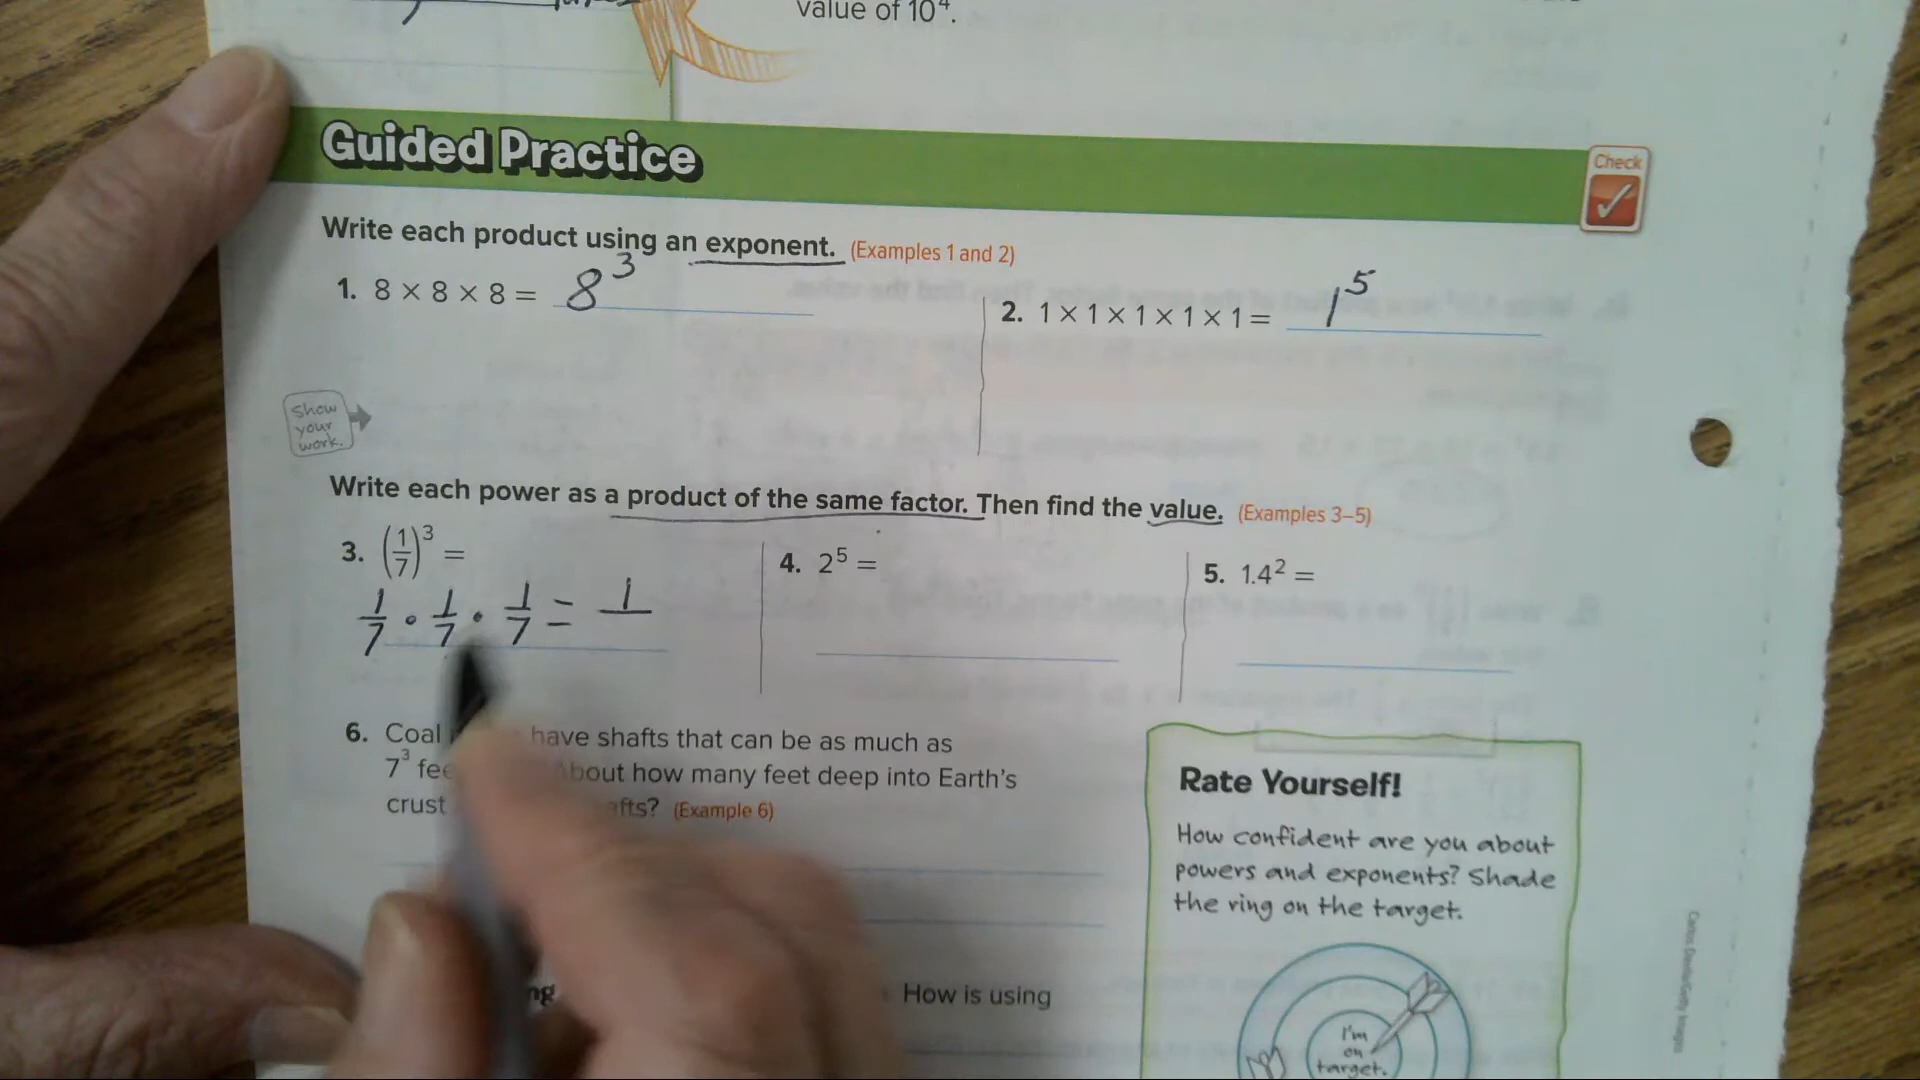 value of 10⁴.
Guided Practice
Check
Write each product using an exponent. (Examples 1 and 2)
1. 8 × 8 × 8 = 8³
2. 1 × 1 × 1 × 1 × 1 = 1⁵
Show
your
work.
Write each power as a product of the same factor. Then find the value. (Examples 3–5)
3. (1/7)³ =
1/7 · 1/7 · 1/7 = 1
4. 2⁵ =
5. 1.4² =
6. Coal have shafts that can be as much as
7³ About how many feet deep into Earth's
crust (Example 6)
Rate Yourself!
How confident are you about
powers and exponents? Shade
the ring on the target.
How is using
I'm
on
target.